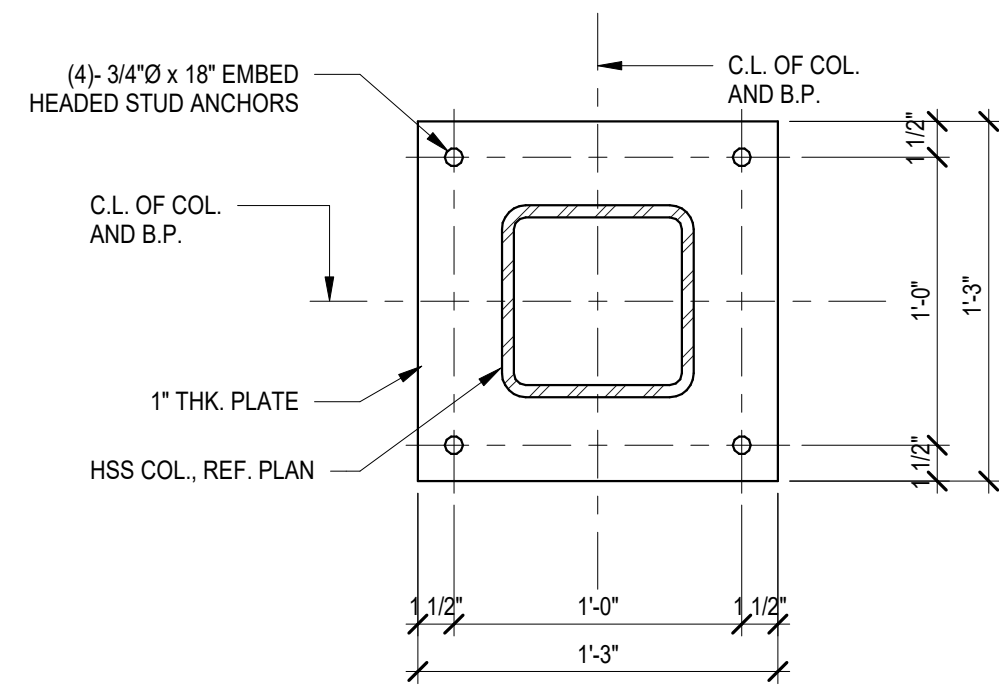 (4)- 3/4"Ø x 18" EMBED
HEADED STUD ANCHORS
C.L. OF COL.
AND B.P.
C.L. OF COL.
AND B.P.
1" THK. PLATE
HSS COL., REF. PLAN
1 1/2"
1'-0"
1'-3"
1 1/2"
1 1/2"
1'-0"
1 1/2"
1'-3"